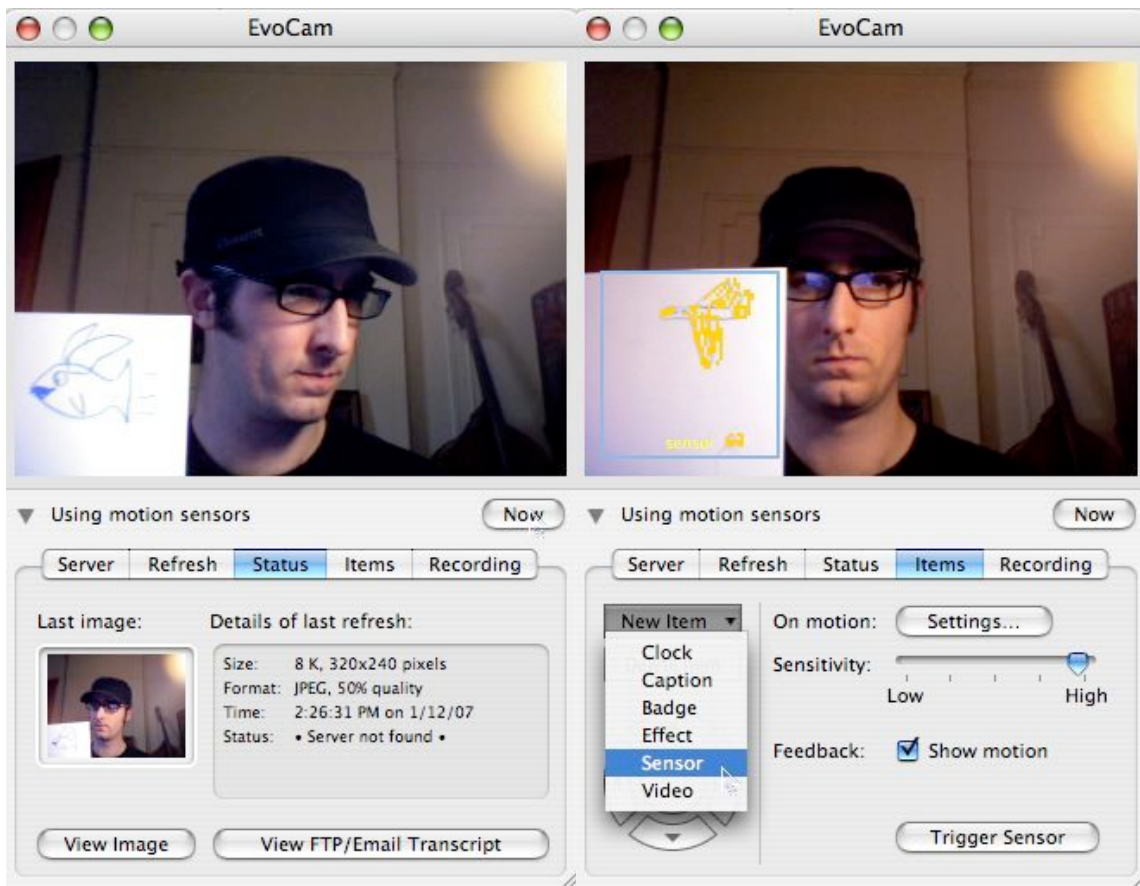 EvoCam
Using motion sensors
Now
Server Refresh Status Items Recording
Last image:
Details of last refresh:
Size: 8 K, 320x240 pixels
Format: JPEG, 50% quality
Time: 2:26:31 PM on 1/12/07
Status: • Server not found •
View Image
View FTP/Email Transcript
EvoCam
sensor
Using motion sensors
Now
Server Refresh Status Items Recording
New Item
Clock
Caption
Badge
Effect
Sensor
Video
On motion: Settings...
Sensitivity:
Low High
Feedback: Show motion
Trigger Sensor